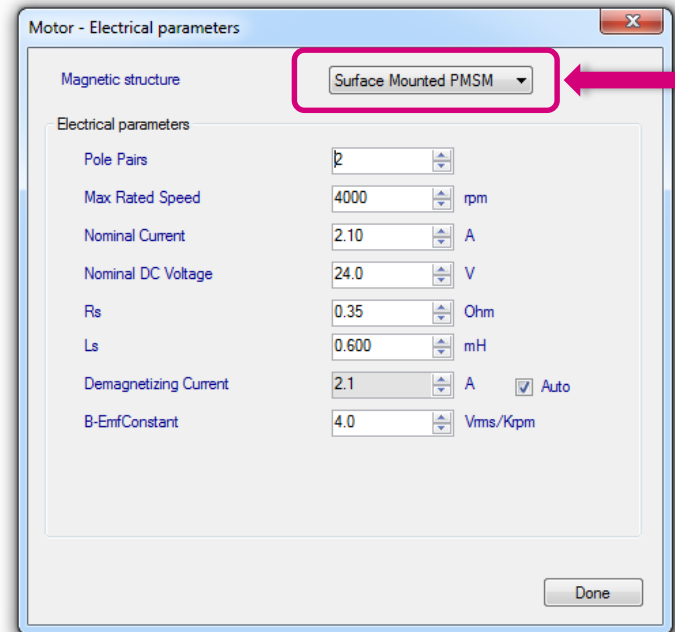 Motor - Electrical parameters
Magnetic structure Surface Mounted PMSM
Electrical parameters
Pole Pairs 2
Max Rated Speed 4000 rpm
Nominal Current 2.10 A
Nominal DC Voltage 24.0 V
Rs 0.35 Ohm
Ls 0.600 mH
Demagnetizing Current 2.1 A Auto
B-EmfConstant 4.0 Vrms/Krpm
Done